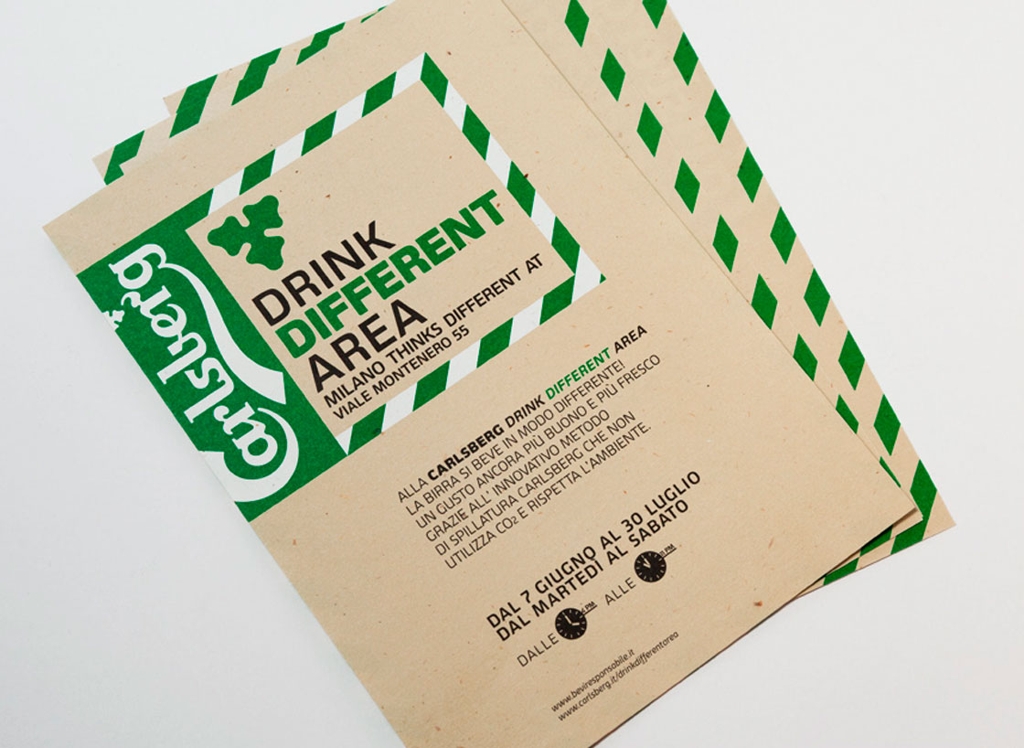 Carlsberg
DRINK
DIFFERENT
AREA
MILANO THINKS DIFFERENT AT
VIALE MONTENERO 55
ALLA CARLSBERG DRINK DIFFERENT AREA
LA BIRRA SI BEVE IN MODO DIFFERENTE!
UN GUSTO ANCORA PIÙ BUONO E PIÙ FRESCO
GRAZIE ALL' INNOVATIVO METODO
DI SPILLATURA CARLSBERG CHE NON
UTILIZZA CO2 E RISPETTA L'AMBIENTE.
DAL 7 GIUGNO AL 30 LUGLIO
DAL MARTEDÌ AL SABATO
DALLE PM ALLE PM
www.beviresponsabile.it
www.carlsberg.it/drinkdifferentarea